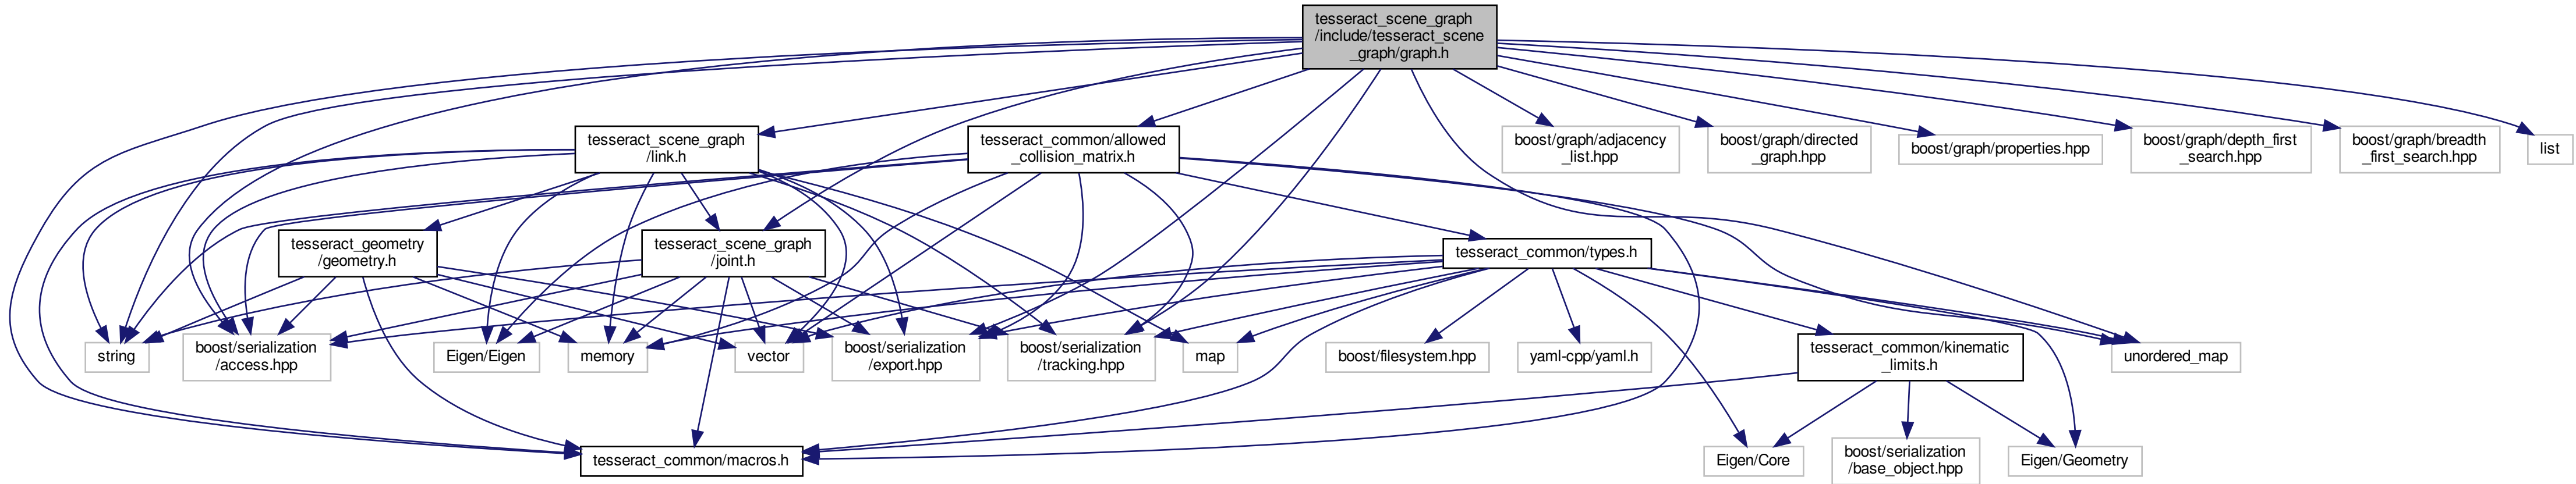 tesseract_scene_graph
/include/tesseract_scene
_graph/graph.h
tesseract_scene_graph
/link.h
tesseract_common/allowed
_collision_matrix.h
boost/graph/adjacency
_list.hpp
boost/graph/directed
_graph.hpp
boost/graph/properties.hpp
boost/graph/depth_first
_search.hpp
boost/graph/breadth
_first_search.hpp
list
tesseract_geometry
/geometry.h
tesseract_scene_graph
/joint.h
tesseract_common/types.h
string
boost/serialization
/access.hpp
Eigen/Eigen
memory
vector
boost/serialization
/export.hpp
boost/serialization
/tracking.hpp
map
boost/filesystem.hpp
yaml-cpp/yaml.h
tesseract_common/kinematic
_limits.h
unordered_map
tesseract_common/macros.h
Eigen/Core
boost/serialization
/base_object.hpp
Eigen/Geometry